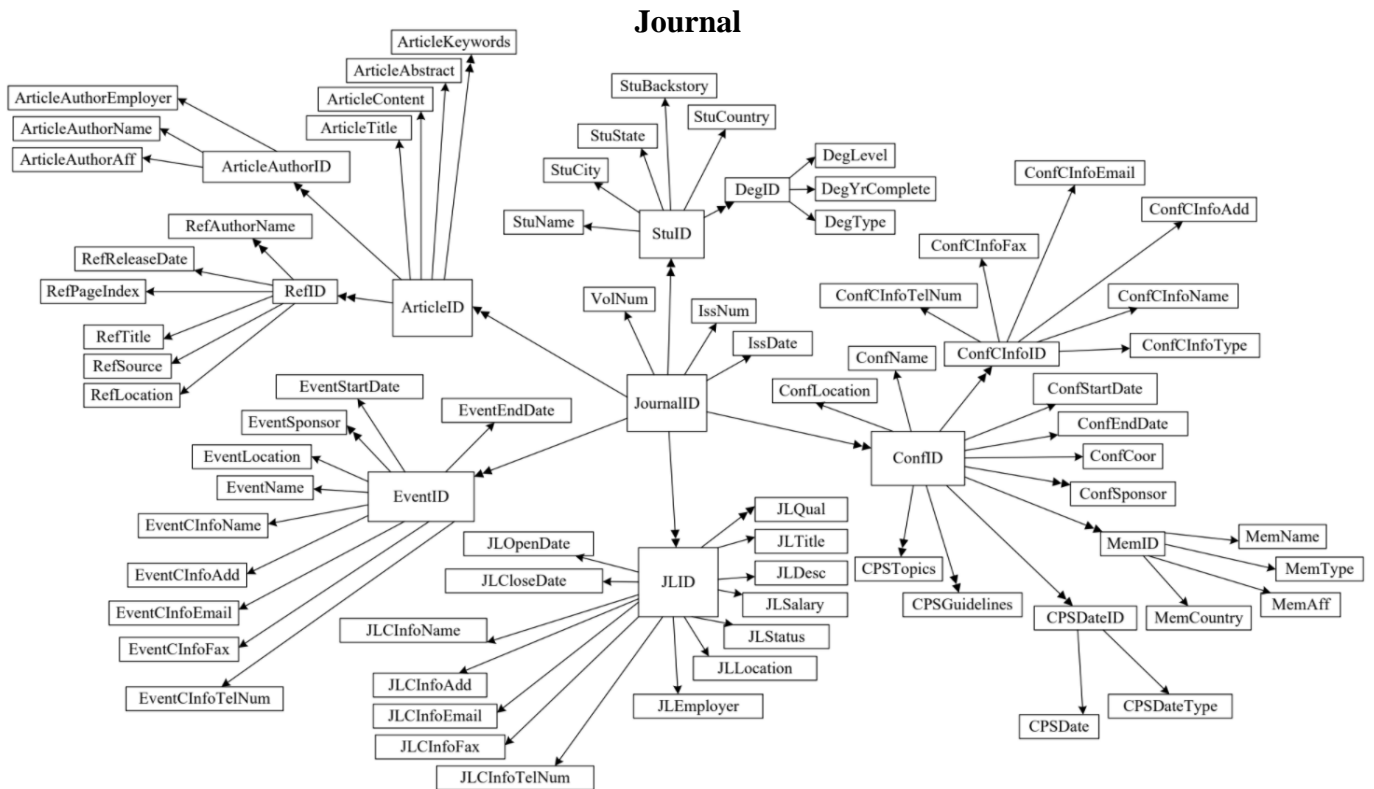 Journal
ArticleKeywords
ArticleAbstract
ArticleContent
ArticleTitle
ArticleAuthorEmployer
ArticleAuthorName
ArticleAuthorAff
ArticleAuthorID
RefAuthorName
RefReleaseDate
RefPageIndex
RefID
RefTitle
RefSource
RefLocation
ArticleID
StuBackstory
StuCountry
StuState
StuCity
StuName
StuID
DegID
DegLevel
DegYrComplete
DegType
VolNum
IssNum
IssDate
JournalID
ConfCInfoEmail
ConfCInfoAdd
ConfCInfoFax
ConfCInfoTelNum
ConfCInfoName
ConfCInfoType
ConfCInfoID
ConfName
ConfLocation
ConfStartDate
ConfEndDate
ConfCoor
ConfSponsor
ConfID
MemID
MemName
MemType
MemAff
MemCountry
CPSTopics
CPSGuidelines
CPSDateID
CPSDate
CPSDateType
EventStartDate
EventEndDate
EventSponsor
EventLocation
EventName
EventID
EventCInfoName
EventCInfoAdd
EventCInfoEmail
EventCInfoFax
EventCInfoTelNum
JLQual
JLTitle
JLDesc
JLSalary
JLStatus
JLLocation
JLEmployer
JLID
JLOpenDate
JLCloseDate
JLCInfoName
JLCInfoAdd
JLCInfoEmail
JLCInfoFax
JLCInfoTelNum